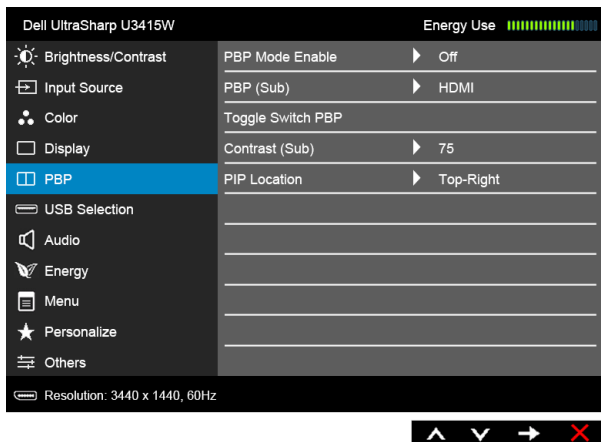 Dell UltraSharp U3415W Energy Use
Brightness/Contrast PBP Mode Enable Off
Input Source PBP (Sub) HDMI
Color Toggle Switch PBP
Display Contrast (Sub) 75
PBP PIP Location Top-Right
USB Selection
Audio
Energy
Menu
Personalize
Others
Resolution: 3440 x 1440, 60Hz